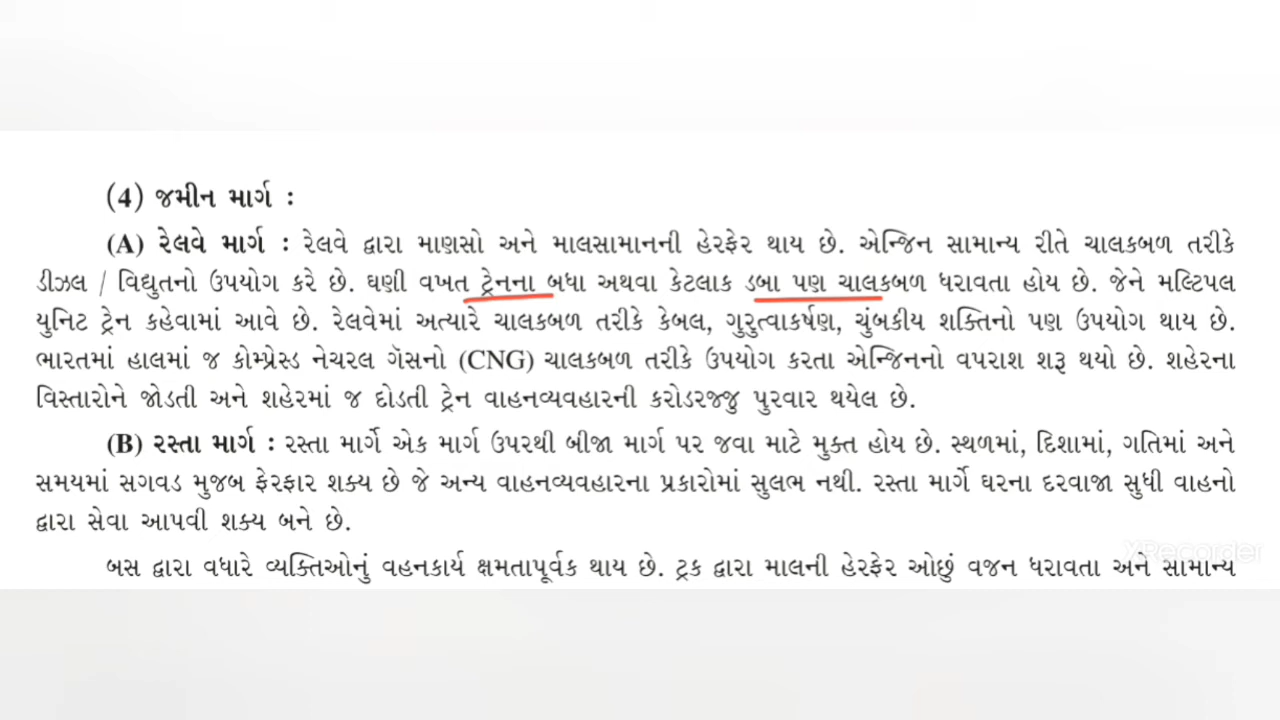 (4) જમીન માર્ગ :
(A) રેલવે માર્ગ : રેલવે દ્વારા માણસો અને માલસામાનની હેરફેર થાય છે. એન્જિન સામાન્ય રીતે ચાલકબળ તરીકે
ડીઝલ / વિદ્યુતનો ઉપયોગ કરે છે. ઘણી વખત ટ્રેનના બધા અથવા કેટલાક ડબા પણ ચાલકબળ ધરાવતા હોય છે. જેને મલ્ટિપલ
યુનિટ ટ્રેન કહેવામાં આવે છે. રેલવેમાં અત્યારે ચાલકબળ તરીકે કેબલ, ગુરુત્વાકર્ષણ, ચુંબકીય શક્તિનો પણ ઉપયોગ થાય છે.
ભારતમાં હાલમાં જ કોમ્પ્રેસ્ડ નેચરલ ગૅસનો (CNG) ચાલકબળ તરીકે ઉપયોગ કરતા એન્જિનનો વપરાશ શરૂ થયો છે. શહેરના
વિસ્તારોને જોડતી અને શહેરમાં જ દોડતી ટ્રેન વાહનવ્યવહારની કરોડરજ્જુ પુરવાર થયેલ છે.
(B) રસ્તા માર્ગ : રસ્તા માર્ગે એક માર્ગ ઉપરથી બીજા માર્ગ પર જવા માટે મુક્ત હોય છે. સ્થળમાં, દિશામાં, ગતિમાં અને
સમયમાં સગવડ મુજબ ફેરફાર શક્ય છે જે અન્ય વાહનવ્યવહારના પ્રકારોમાં સુલભ નથી. રસ્તા માર્ગે ઘરના દરવાજા સુધી વાહનો
દ્વારા સેવા આપવી શક્ય બને છે.
બસ દ્વારા વધારે વ્યક્તિઓનું વહનકાર્ય ક્ષમતાપૂર્વક થાય છે. ટ્રક દ્વારા માલની હેરફેર ઓછું વજન ધરાવતા અને સામાન્ય
XRecorder